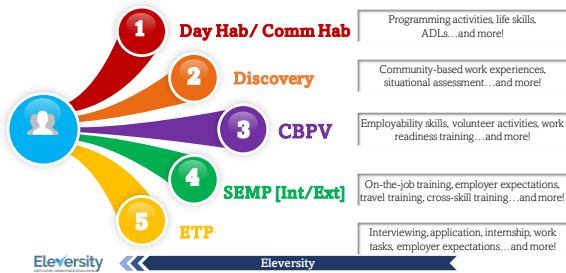 1
Day Hab/ Comm Hab
Programming activities, life skills,
ADLs…and more!
2
Discovery
Community-based work experiences,
situational assessment…and more!
3
CBPV
Employability skills, volunteer activities, work
readiness training…and more!
4
SEMP [Int/Ext]
On-the-job training, employer expectations,
travel training, cross-skill training…and more!
5
ETP
Interviewing, application, internship, work
tasks, employer expectations…and more!
Eleversity
Eleversity